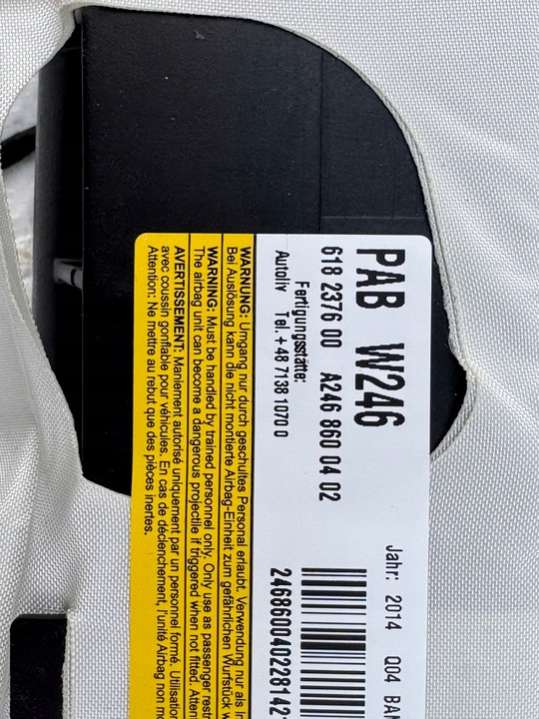 PAB W246
618 2376 00 A246 860 04 02
Fertigungsstätte:
Autoliv Tel. +48 7138 1070 0
Jahr: 2014 Q04
24686004022814
WARNUNG: Umgang nur durch geschultes Personal erlaubt. Verwendung nur als
Bei Auslösung kann die nicht montierte Airbag-Einheit zum gefährlichen Wurfstück
WARNING: Must be handled by trained personnel only. Only use as passenger
The airbag unit can become a dangerous projectile if triggered when not fitted.
AVERTISSEMENT: Maniement autorisé uniquement par un personnel formé.
avec coussin gonflable pour véhicules. En cas de déclenchement, l'unité Airbag non
Attention: Ne mettre au rebut que des pièces inertes.